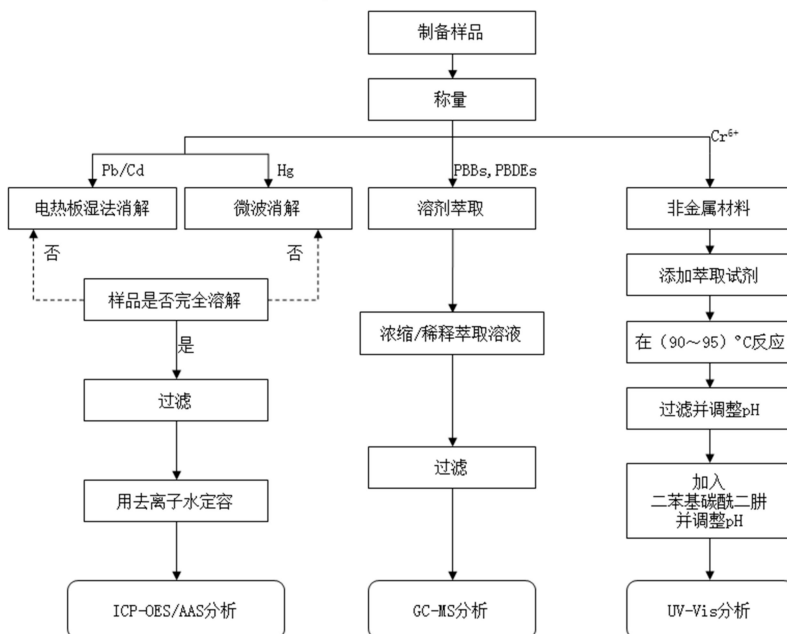 制备样品
称量
Cr⁶⁺
Pb/Cd
Hg
PBBs,PBDEs
电热板湿法消解
微波消解
溶剂萃取
非金属材料
否
否
添加萃取试剂
样品是否完全溶解
浓缩/稀释萃取溶液
在（90～95）°C反应
是
过滤
过滤并调整pH
过滤
用去离子水定容
加入
二苯基碳酰二肼
并调整pH
ICP-OES/AAS分析
GC-MS分析
UV-Vis分析